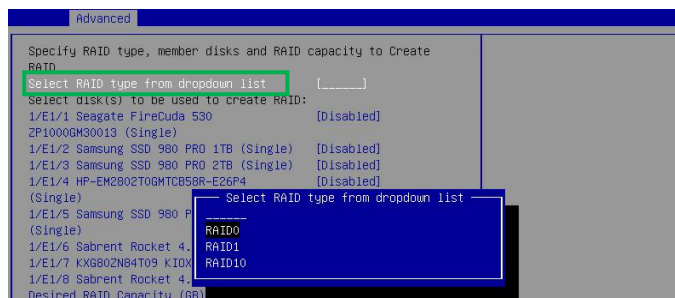 Advanced
Specify RAID type, member disks and RAID capacity to Create
RAID
Select RAID type from dropdown list [______]
Select disk(s) to be used to create RAID:
1/E1/1 Seagate FireCuda 530 [Disabled]
ZP1000GM30013 (Single)
1/E1/2 Samsung SSD 980 PRO 1TB (Single) [Disabled]
1/E1/3 Samsung SSD 980 PRO 2TB (Single) [Disabled]
1/E1/4 HP-EM2802T0GMTCB58R-E26P4 [Disabled]
(Single)
1/E1/5 Samsung SSD 980 P
(Single)
1/E1/6 Sabrent Rocket 4.
1/E1/7 KXG80ZN84T09 KIOX
1/E1/8 Sabrent Rocket 4.
Desired RAID Capacity (GB)
Select RAID type from dropdown list
______
RAID0
RAID1
RAID10